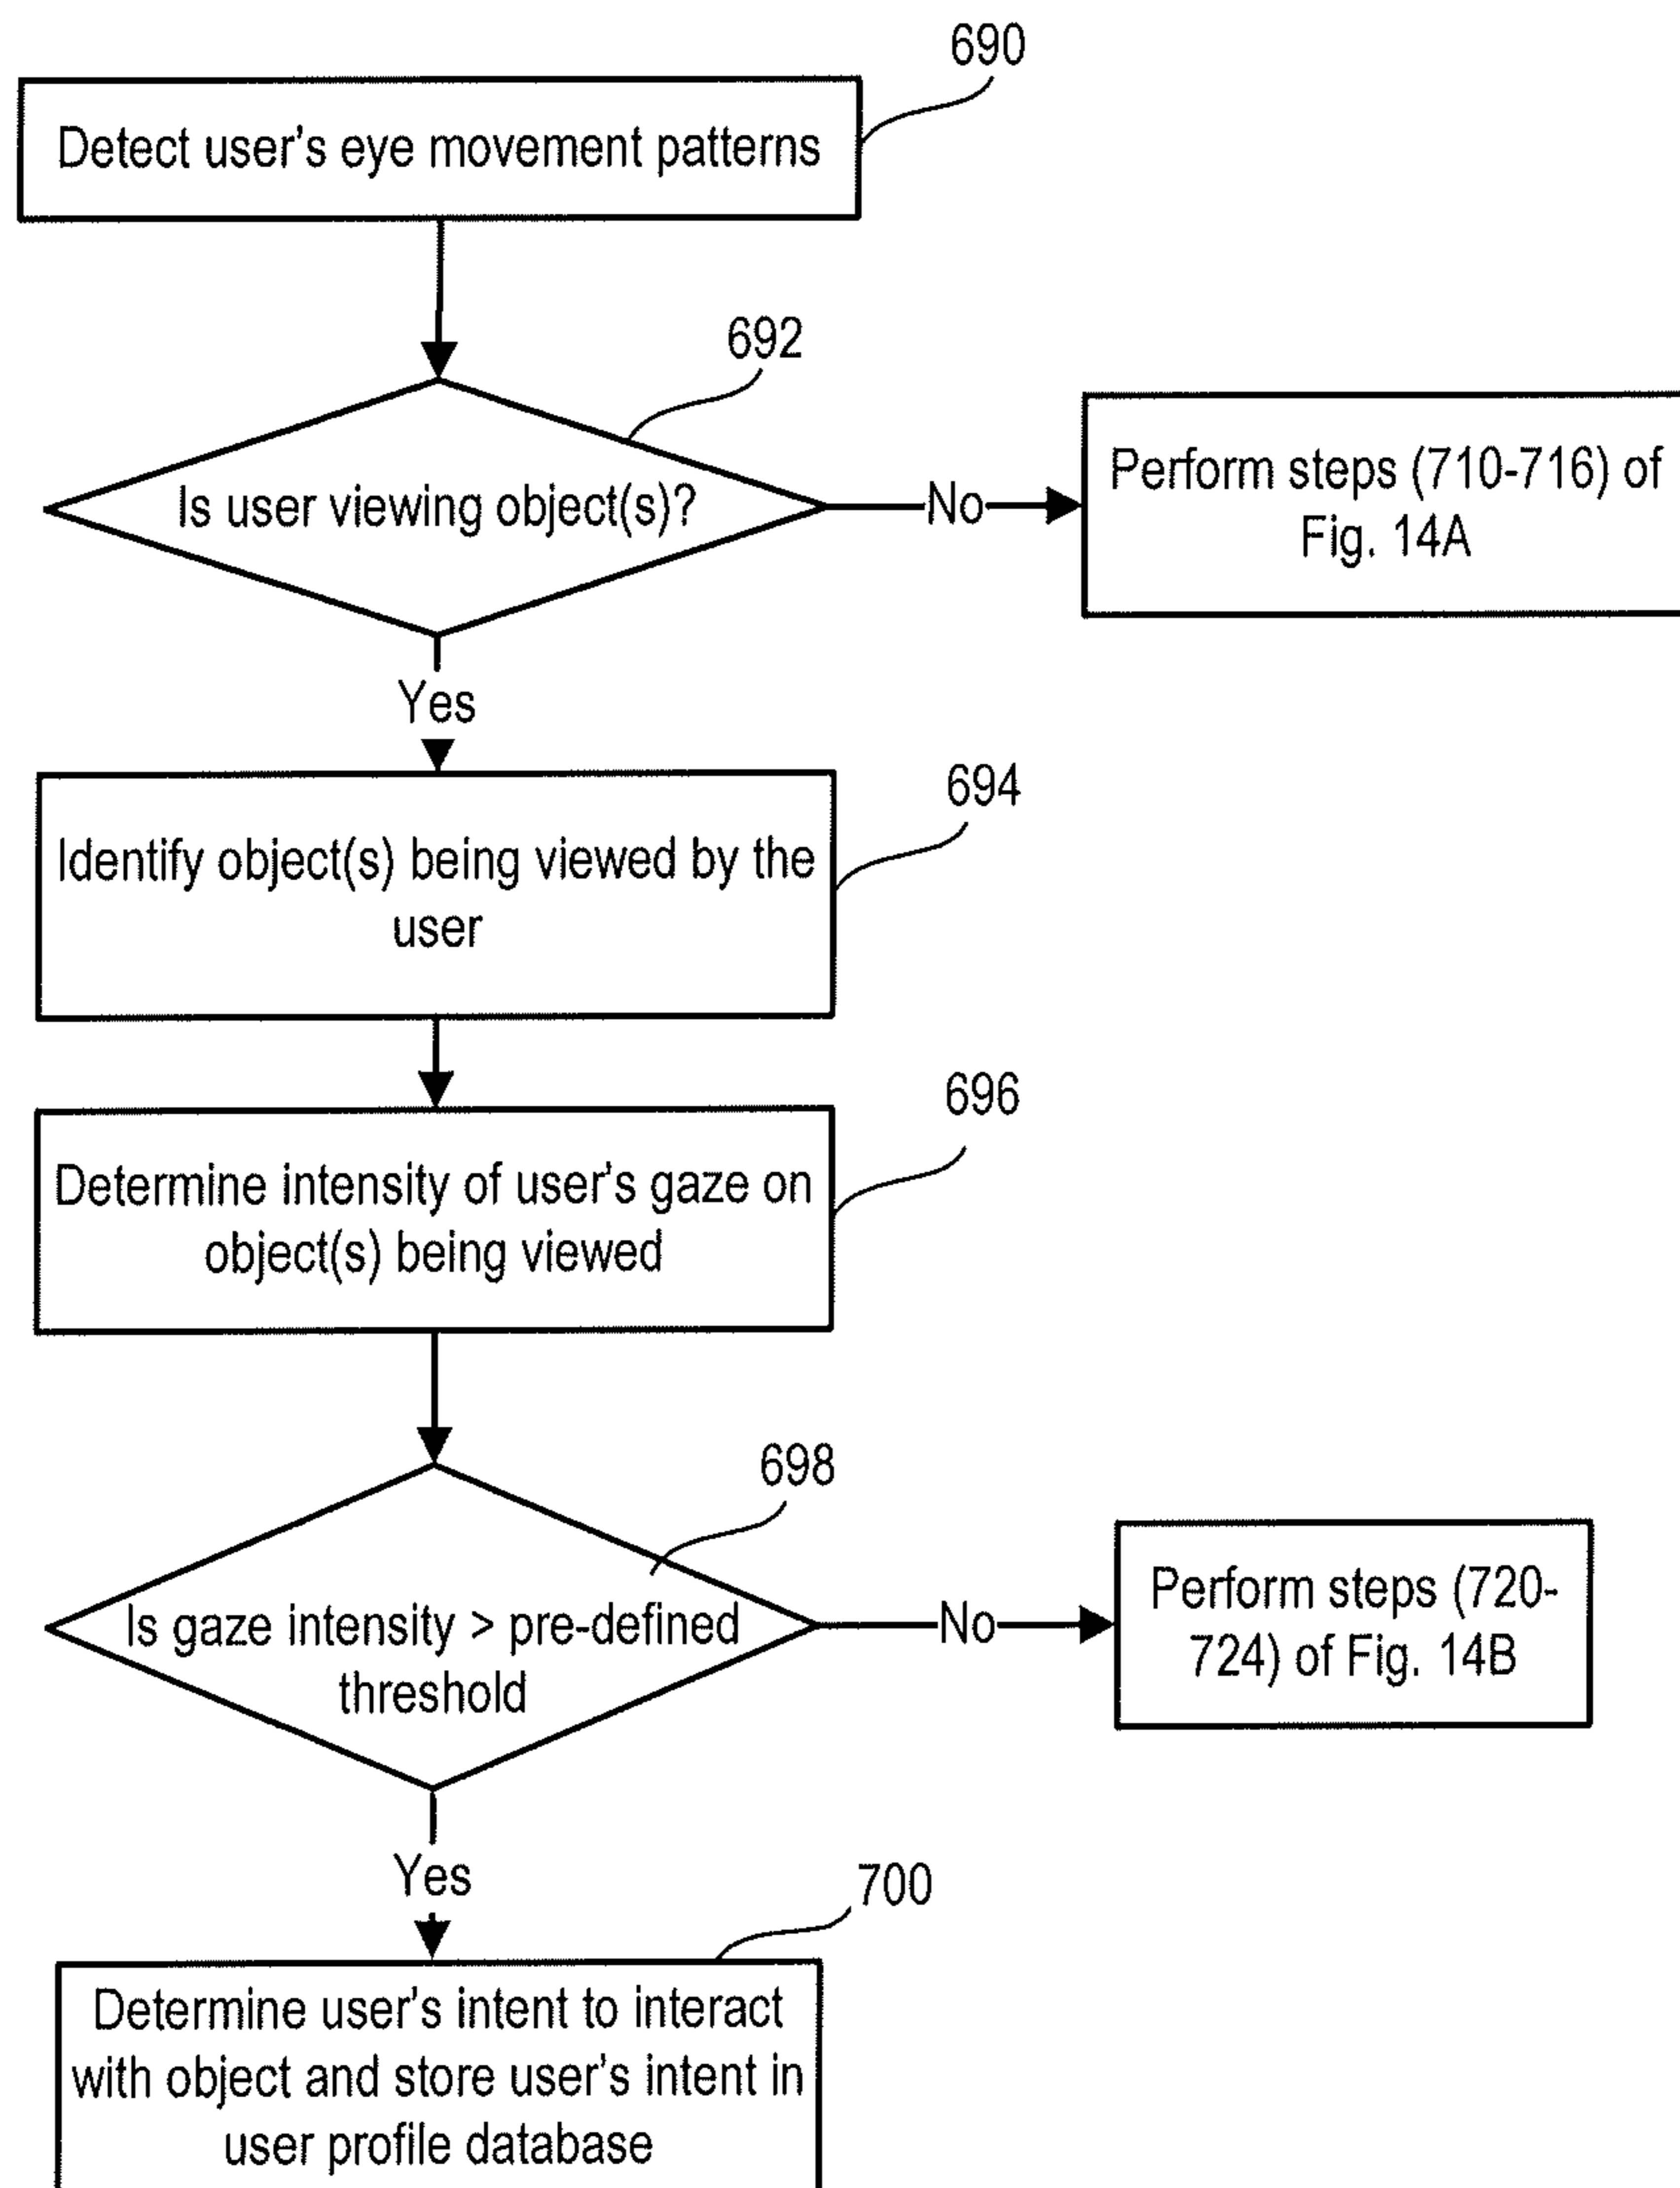 690
Detect user's eye movement patterns
692
Is user viewing object(s)?
No
Perform steps (710-716) of
Fig. 14A
Yes
694
Identify object(s) being viewed by the
user
696
Determine intensity of user's gaze on
object(s) being viewed
698
Is gaze intensity > pre-defined
threshold
No
Perform steps (720-
724) of Fig. 14B
Yes
700
Determine user's intent to interact
with object and store user's intent in
user profile database